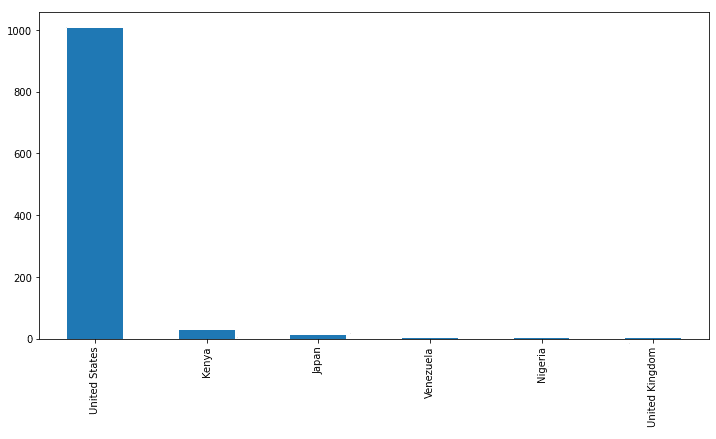 1000
800
600
400
200
0
United States
Kenya
Japan
Venezuela
Nigeria
United Kingdom